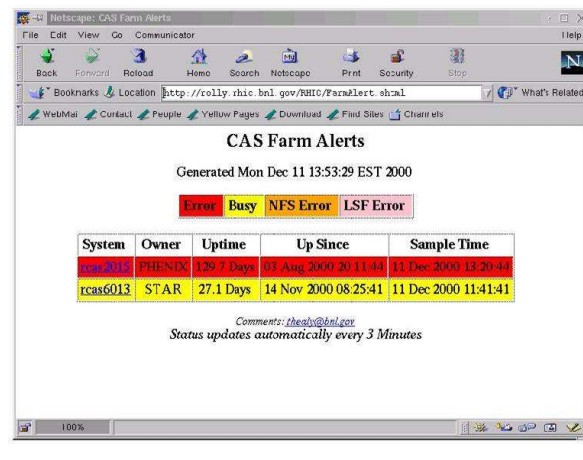 Netscape: CAS Farm Alerts
File Edit View Go Communicator Help
Back Forward Reload Home Search Netscape Print Security Stop
Bookmarks Location http://rolly.rhic.bnl.gov/RHIC/FarmAlert.shtml What's Related
WebMail Contact People Yellow Pages Download Find Sites Channels
CAS Farm Alerts
Generated Mon Dec 11 13:53:29 EST 2000
Error Busy NFS Error LSF Error
System Owner Uptime Up Since Sample Time
rcas2015 PHENIX 129.7 Days 03 Aug 2000 20:11:44 11 Dec 2000 13:20:44
rcas6013 STAR 27.1 Days 14 Nov 2000 08:25:41 11 Dec 2000 11:41:41
Comments: thealy@bnl.gov
Status updates automatically every 3 Minutes
100%
N